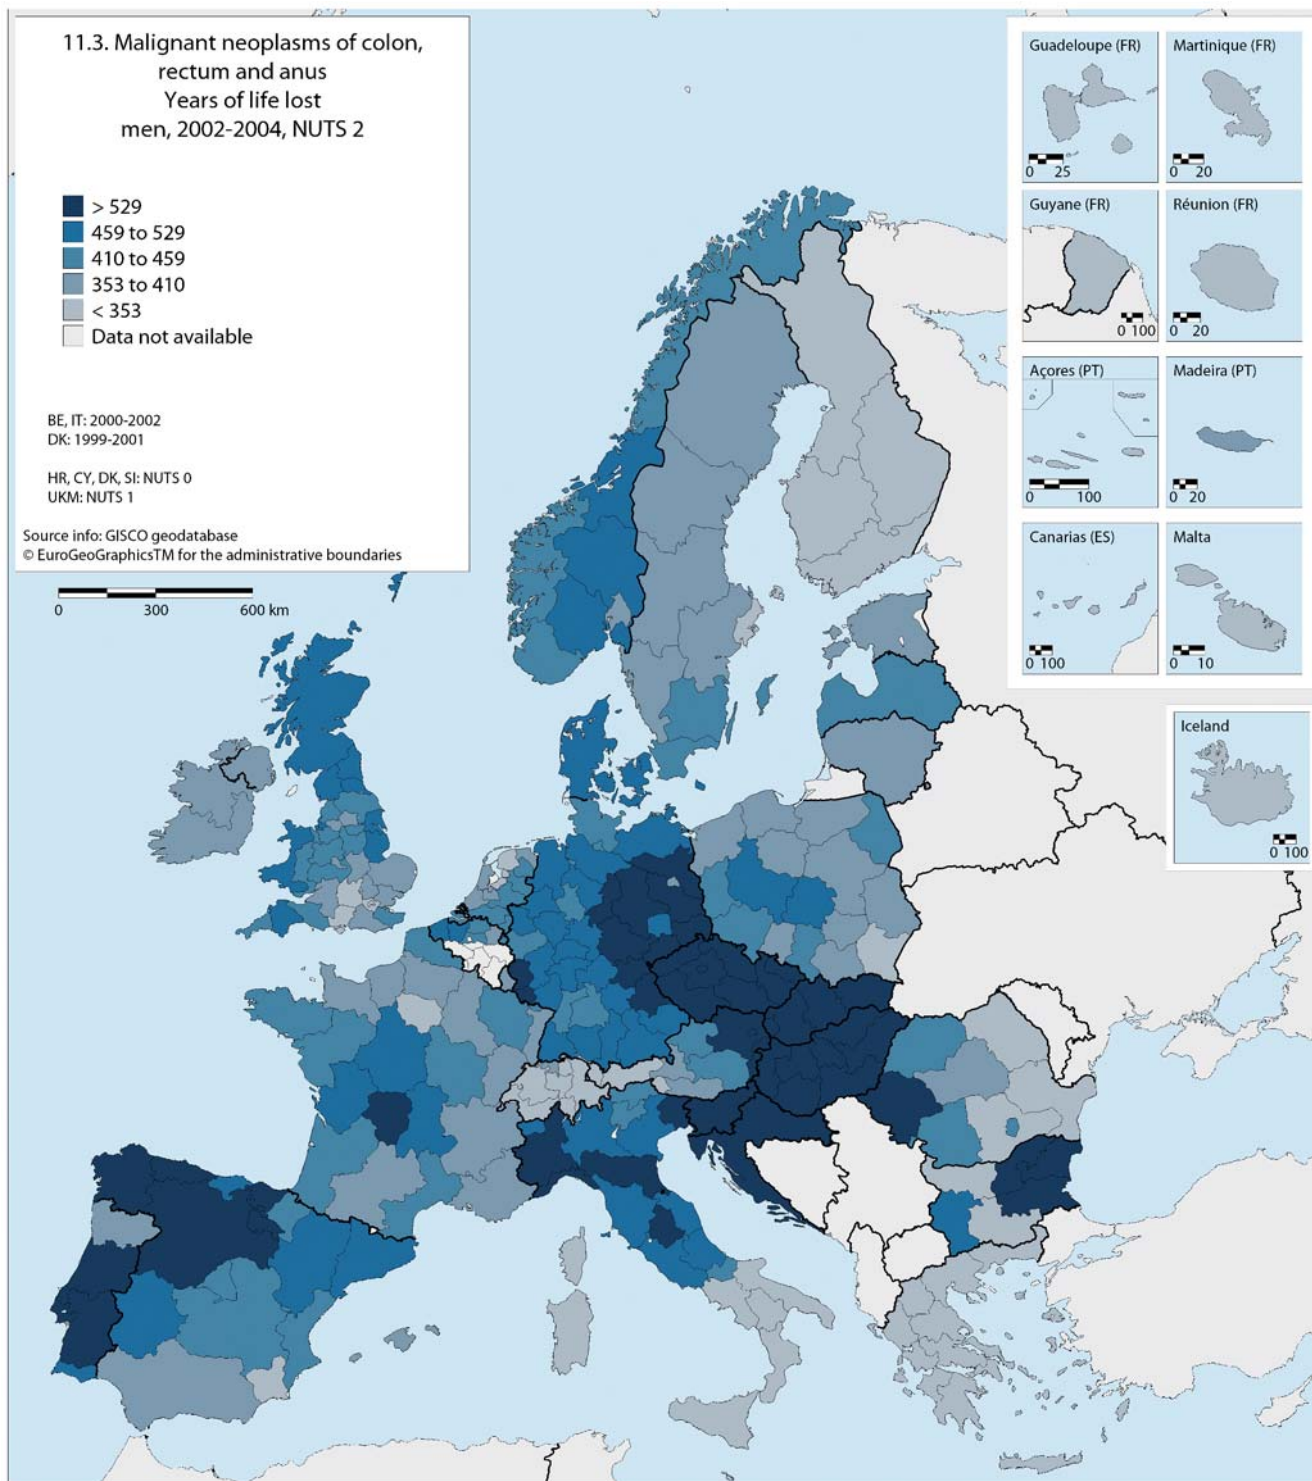 11.3. Malignant neoplasms of colon,
rectum and anus
Years of life lost
men, 2002-2004, NUTS 2
> 529
459 to 529
410 to 459
353 to 410
< 353
Data not available
BE, IT: 2000-2002
DK: 1999-2001
HR, CY, DK, SI: NUTS 0
UKM: NUTS 1
Source info: GISCO geodatabase
© EuroGeoGraphicsTM for the administrative boundaries
0 300 600 km
Guadeloupe (FR)
0 25
Martinique (FR)
0 20
Guyane (FR)
0 100
Réunion (FR)
0 20
Açores (PT)
0 100
Madeira (PT)
0 20
Canarias (ES)
0 100
Malta
0 10
Iceland
0 100